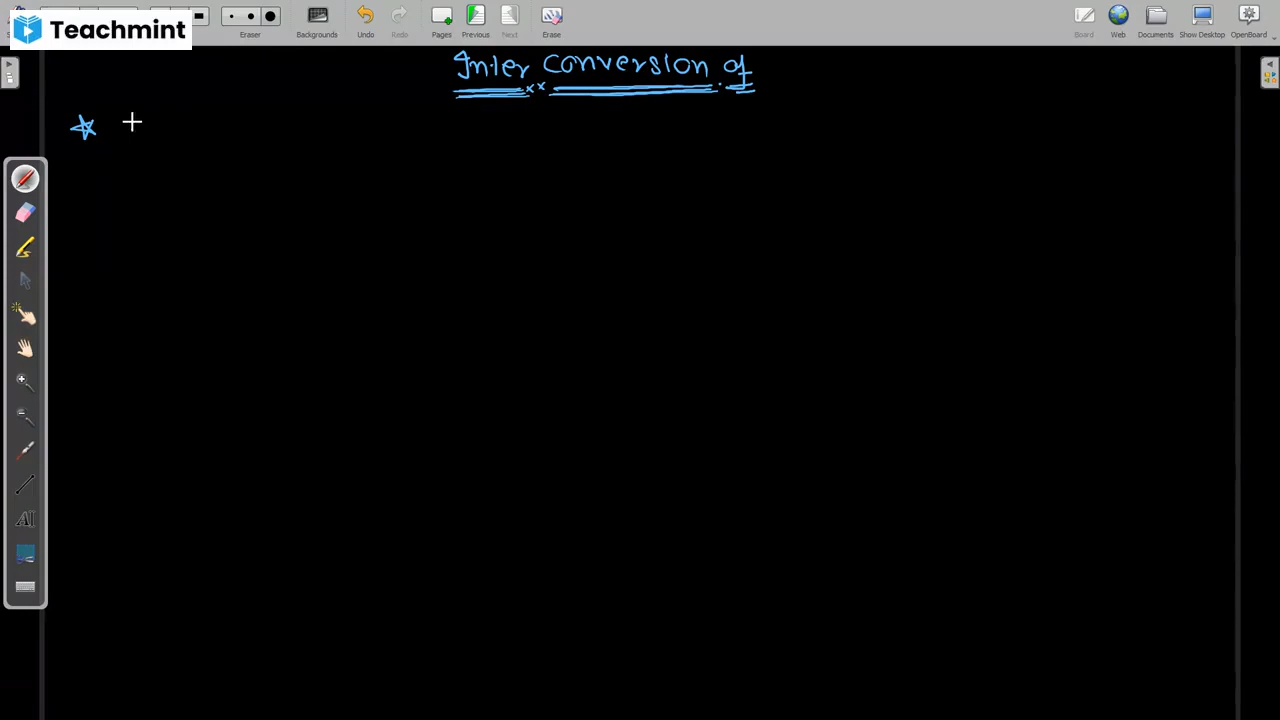 Teachmint
Eraser Backgrounds Undo Redo Pages Previous Next Erase Board Web Documents Show Desktop OpenBoard
Inter Conversion of